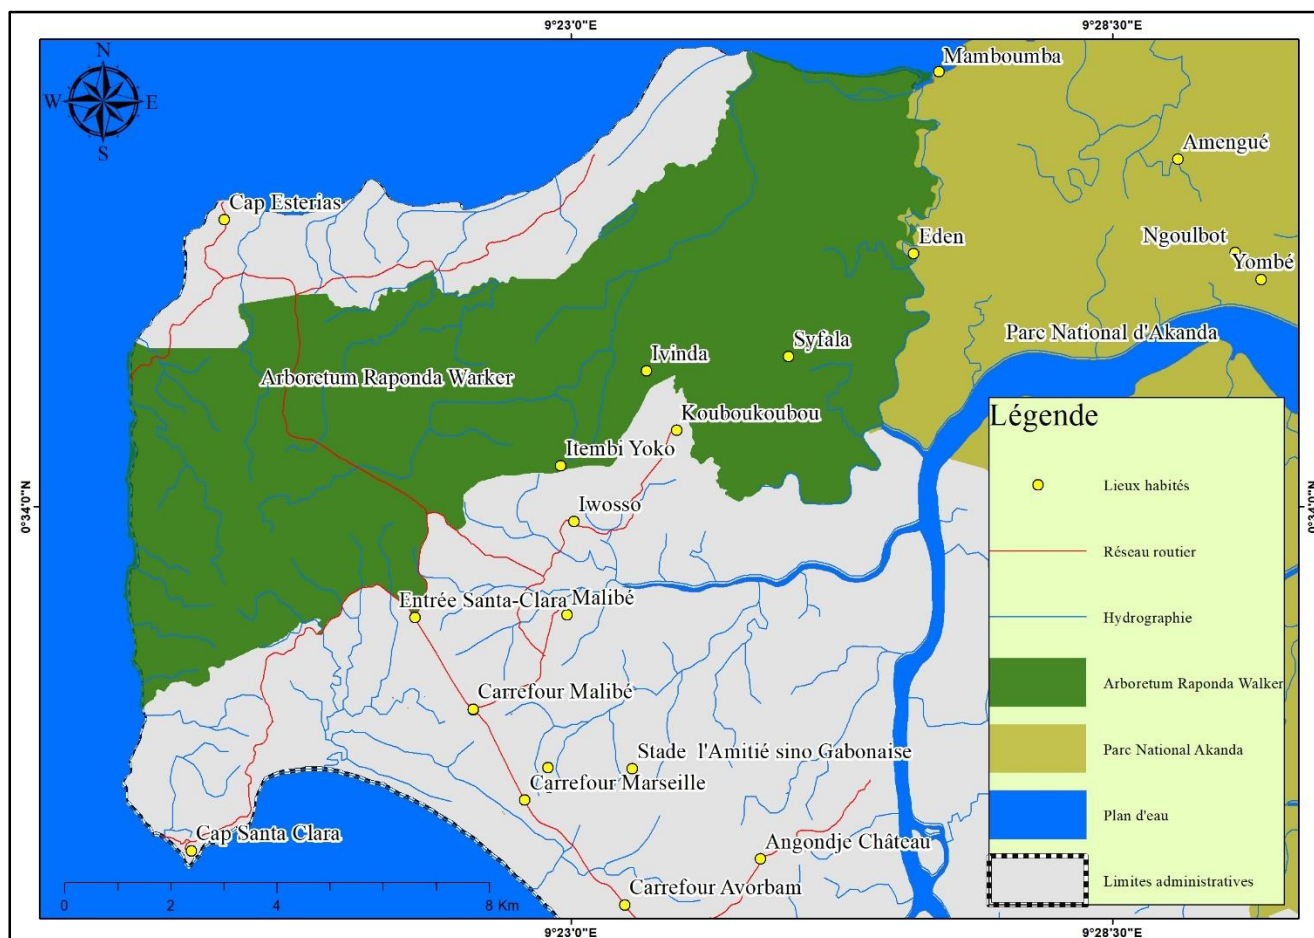 9°23'0"E
9°28'30"E
N
W
E
S
Mamboumba
Amengué
Cap Esterias
Eden
Ngoulbot
Yombé
Parc National d'Akanda
Syfala
Ivinda
Arboretum Raponda Warker
Légende
Kouboukoubou
Itembi Yoko
Lieux habités
Iwosso
0°34'0"N
0°34'0"N
Réseau routier
Entrée Santa-Clara
Malibé
Hydrographie
Arboretum Raponda Walker
Carrefour Malibé
Stade l'Amitié sino Gabonaise
Parc National Akanda
Carrefour Marseille
Plan d'eau
Cap Santa Clara
Angondje Château
Limites administratives
Carrefour Avorbam
0 2 4 8 Km
9°23'0"E
9°28'30"E